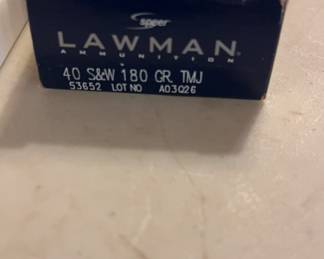 speer
LAWMAN
AMMUNITION
40 S&W 180 GR. TMJ
53652 LOT NO A03Q26